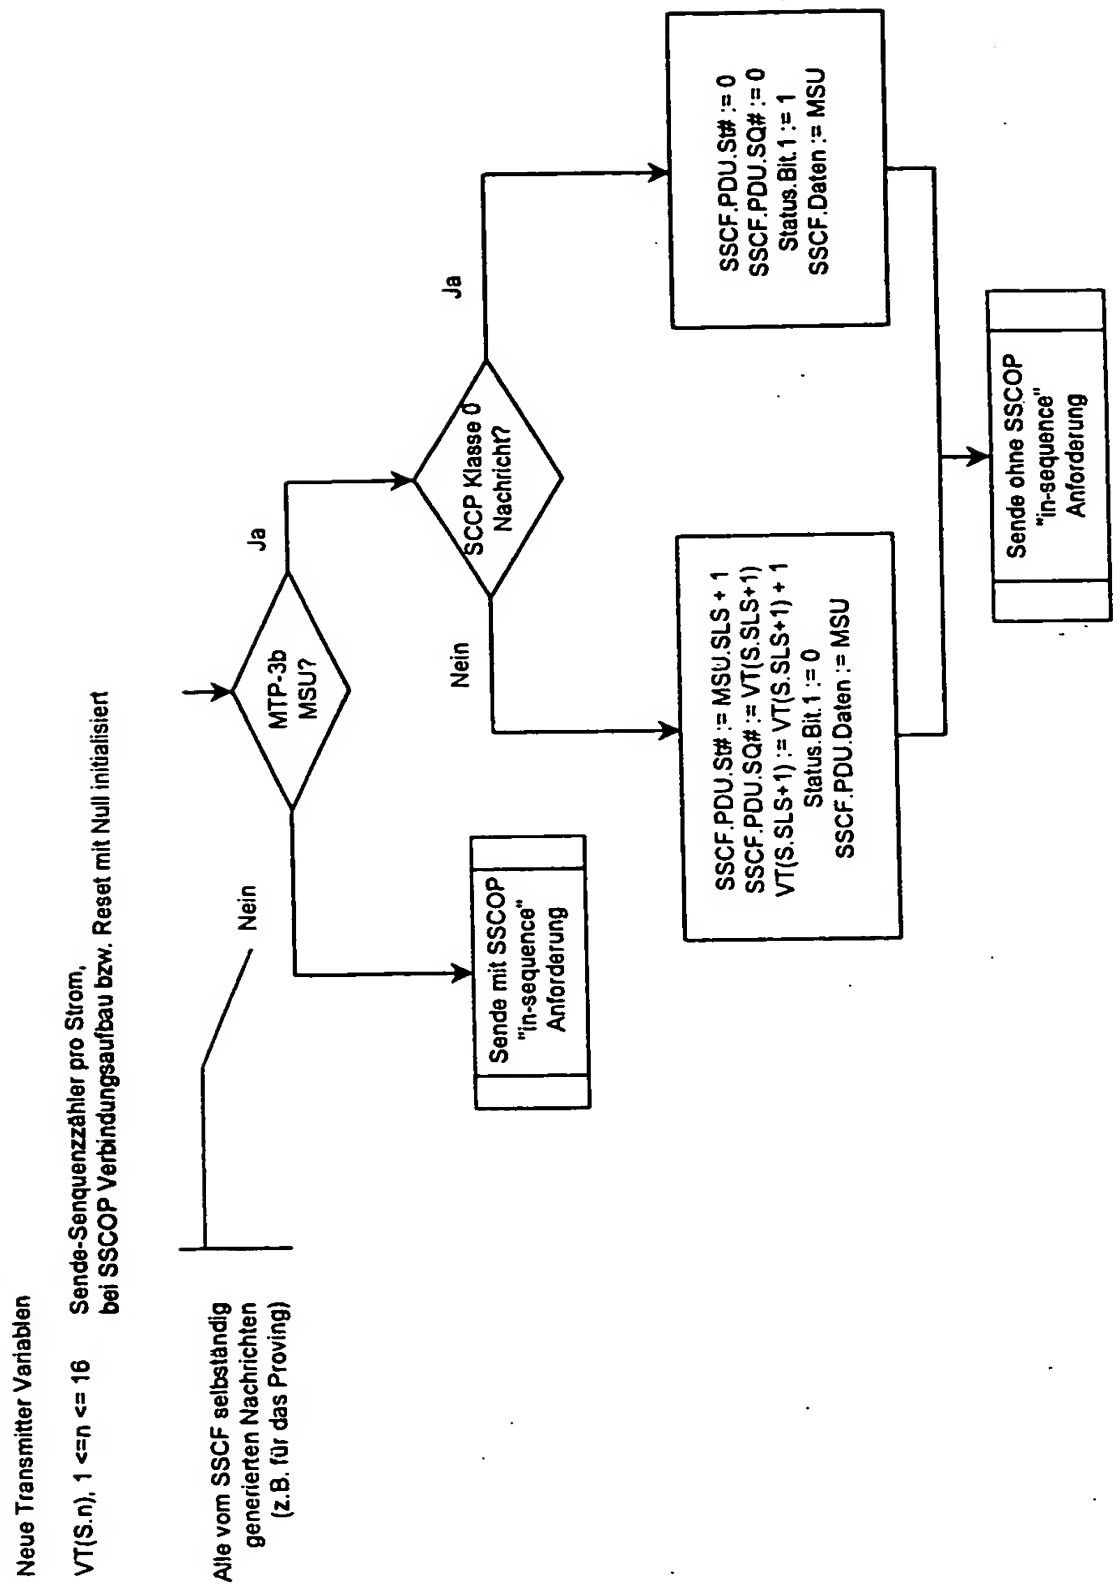 Neue Transmitter Variablen
VT(S.n), 1 <=n <= 16
Sende-Senquenzzähler pro Strom,
bei SSCOP Verbindungsaufbau bzw. Reset mit Null initialisiert
Alle vom SSCF selbständig
generierten Nachrichten
(z.B. für das Proving)
Nein
MTP-3b
MSU?
Ja
Sende mit SSCOP
"in-sequence"
Anforderung
SCCP Klasse 0
Nachricht?
Nein
Ja
SSCF.PDU.St# := MSU.SLS + 1
SSCF.PDU.SQ# := VT(S.SLS+1)
VT(S.SLS+1) := VT(S.SLS+1) + 1
Status.Bit.1 := 0
SSCF.PDU.Daten := MSU
SSCF.PDU.St# := 0
SSCF.PDU.SQ# := 0
Status.Bit.1 := 1
SSCF.Daten := MSU
Sende ohne SSCOP
"in-sequence"
Anforderung